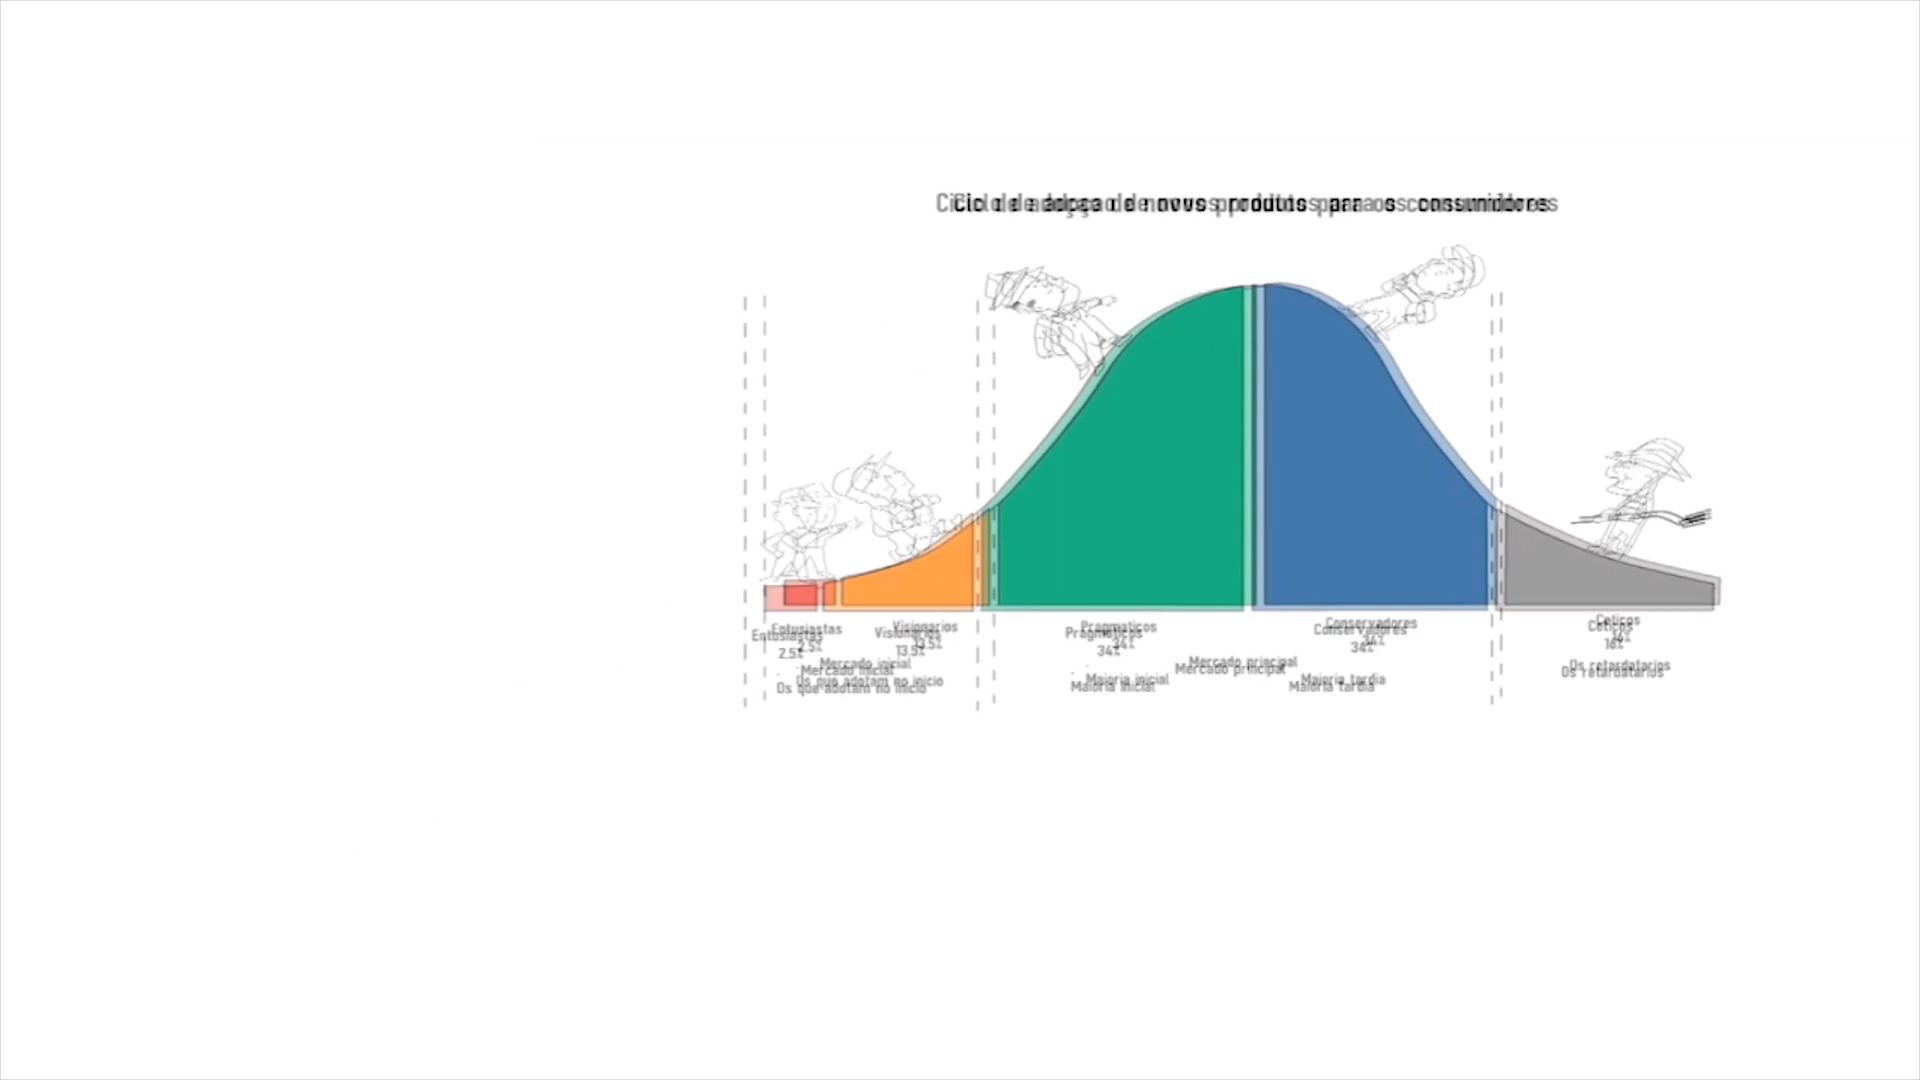 Ciclo de adocçao de novos produtos para os consumidores
Entusiastas
2.5%
Visionarios
13.5%
Pragmaticos
34%
Conservadores
34%
Ceticos
16%
Mercado inicial
Mercado principal
Os que adotam no inicio
Maioria inicial
Maioria tardia
Os retardatarios